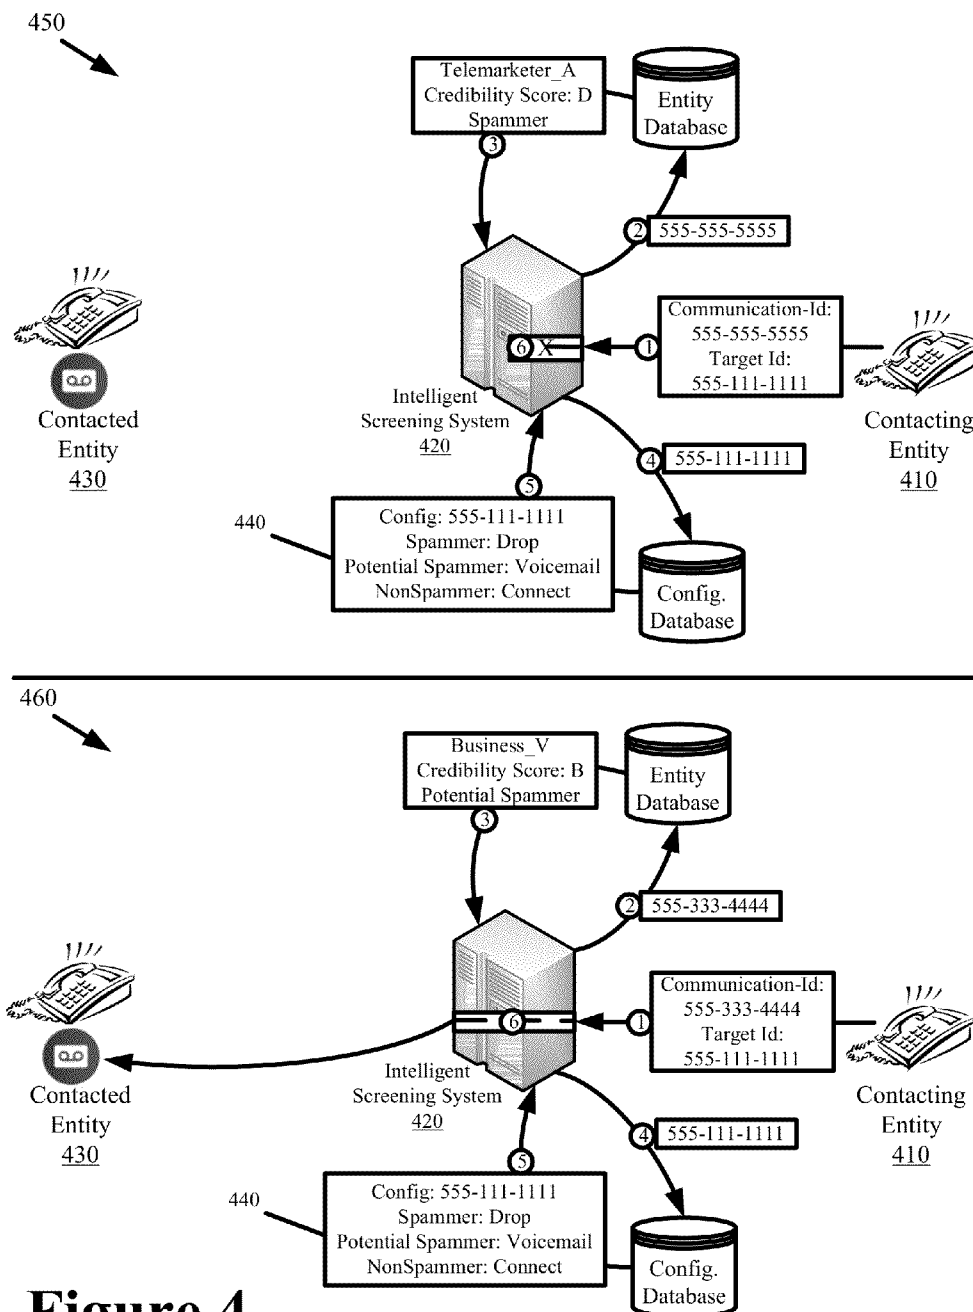 450
Telemarketer_A
Credibility Score: D
Spammer
3
Entity
Database
2
555-555-5555
Communication-Id:
555-555-5555
Target Id:
555-111-1111
1
6
X
Intelligent
Screening System
420
Contacted
Entity
430
Contacting
Entity
410
4
555-111-1111
5
440
Config: 555-111-1111
Spammer: Drop
Potential Spammer: Voicemail
NonSpammer: Connect
Config.
Database
460
Business_V
Credibility Score: B
Potential Spammer
3
Entity
Database
2
555-333-4444
Communication-Id:
555-333-4444
Target Id:
555-111-1111
1
6
Intelligent
Screening System
420
Contacted
Entity
430
Contacting
Entity
410
4
555-111-1111
5
440
Config: 555-111-1111
Spammer: Drop
Potential Spammer: Voicemail
NonSpammer: Connect
Config.
Database
Figure 4